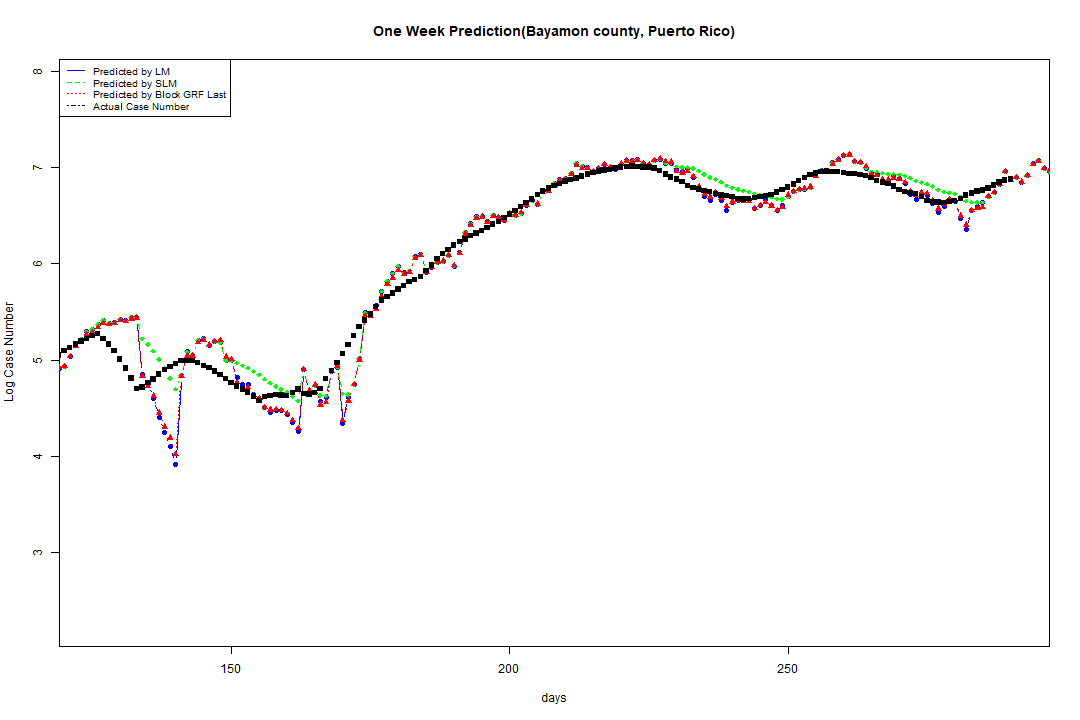 One Week Prediction(Bayamon county, Puerto Rico)
Predicted by LM
Predicted by SLM
Predicted by Block GRF Last
Actual Case Number
8
7
6
5
4
3
Log Case Number
150 200 250
days